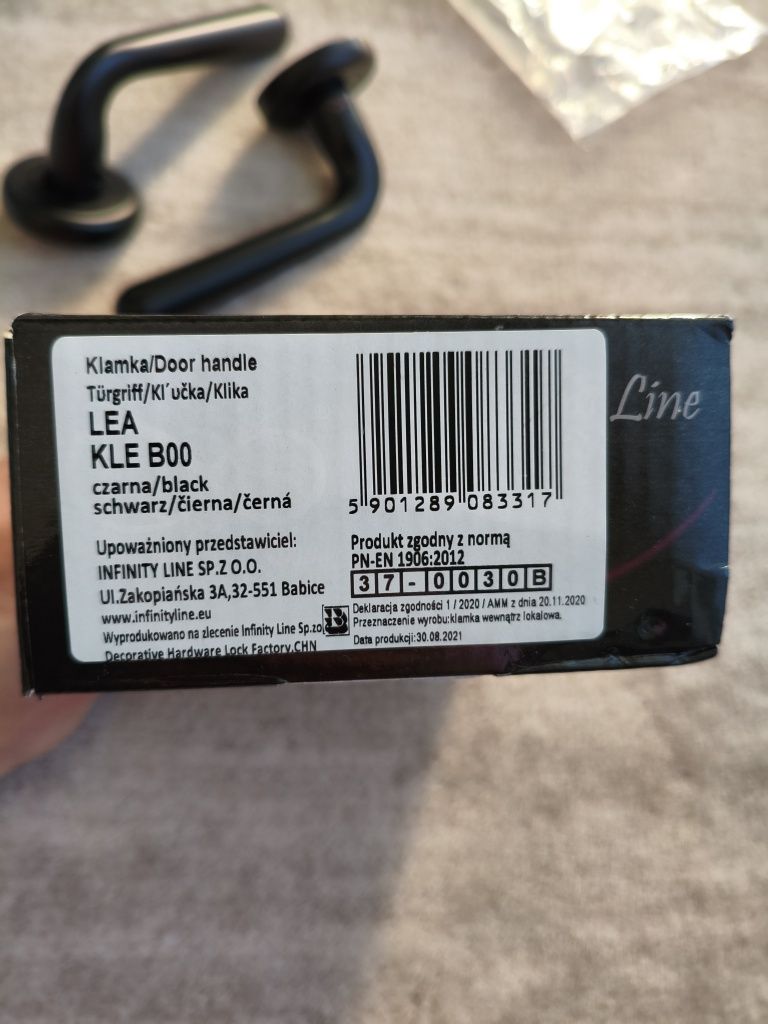 Klamka/Door handle
Türgriff/Kl´učka/Klika
LEA
KLE B00
czarna/black
schwarz/čierna/černá
Upoważniony przedstawiciel:
INFINITY LINE SP.Z O.O.
Ul.Zakopiańska 3A,32-551 Babice
www.infinityline.eu
Wyprodukowano na zlecenie Infinity Line Sp.zo
Decorative Hardware Lock Factory.CHN
5 901289 083317
Produkt zgodny z normą
PN-EN 1906:2012
37-0030B
Deklaracja zgodności 1 / 2020 / AMM z dnia 20.11.2020
Przeznaczenie wyrobu:klamka wewnątrz lokalowa.
Data produkcji:30.08.2021
Line